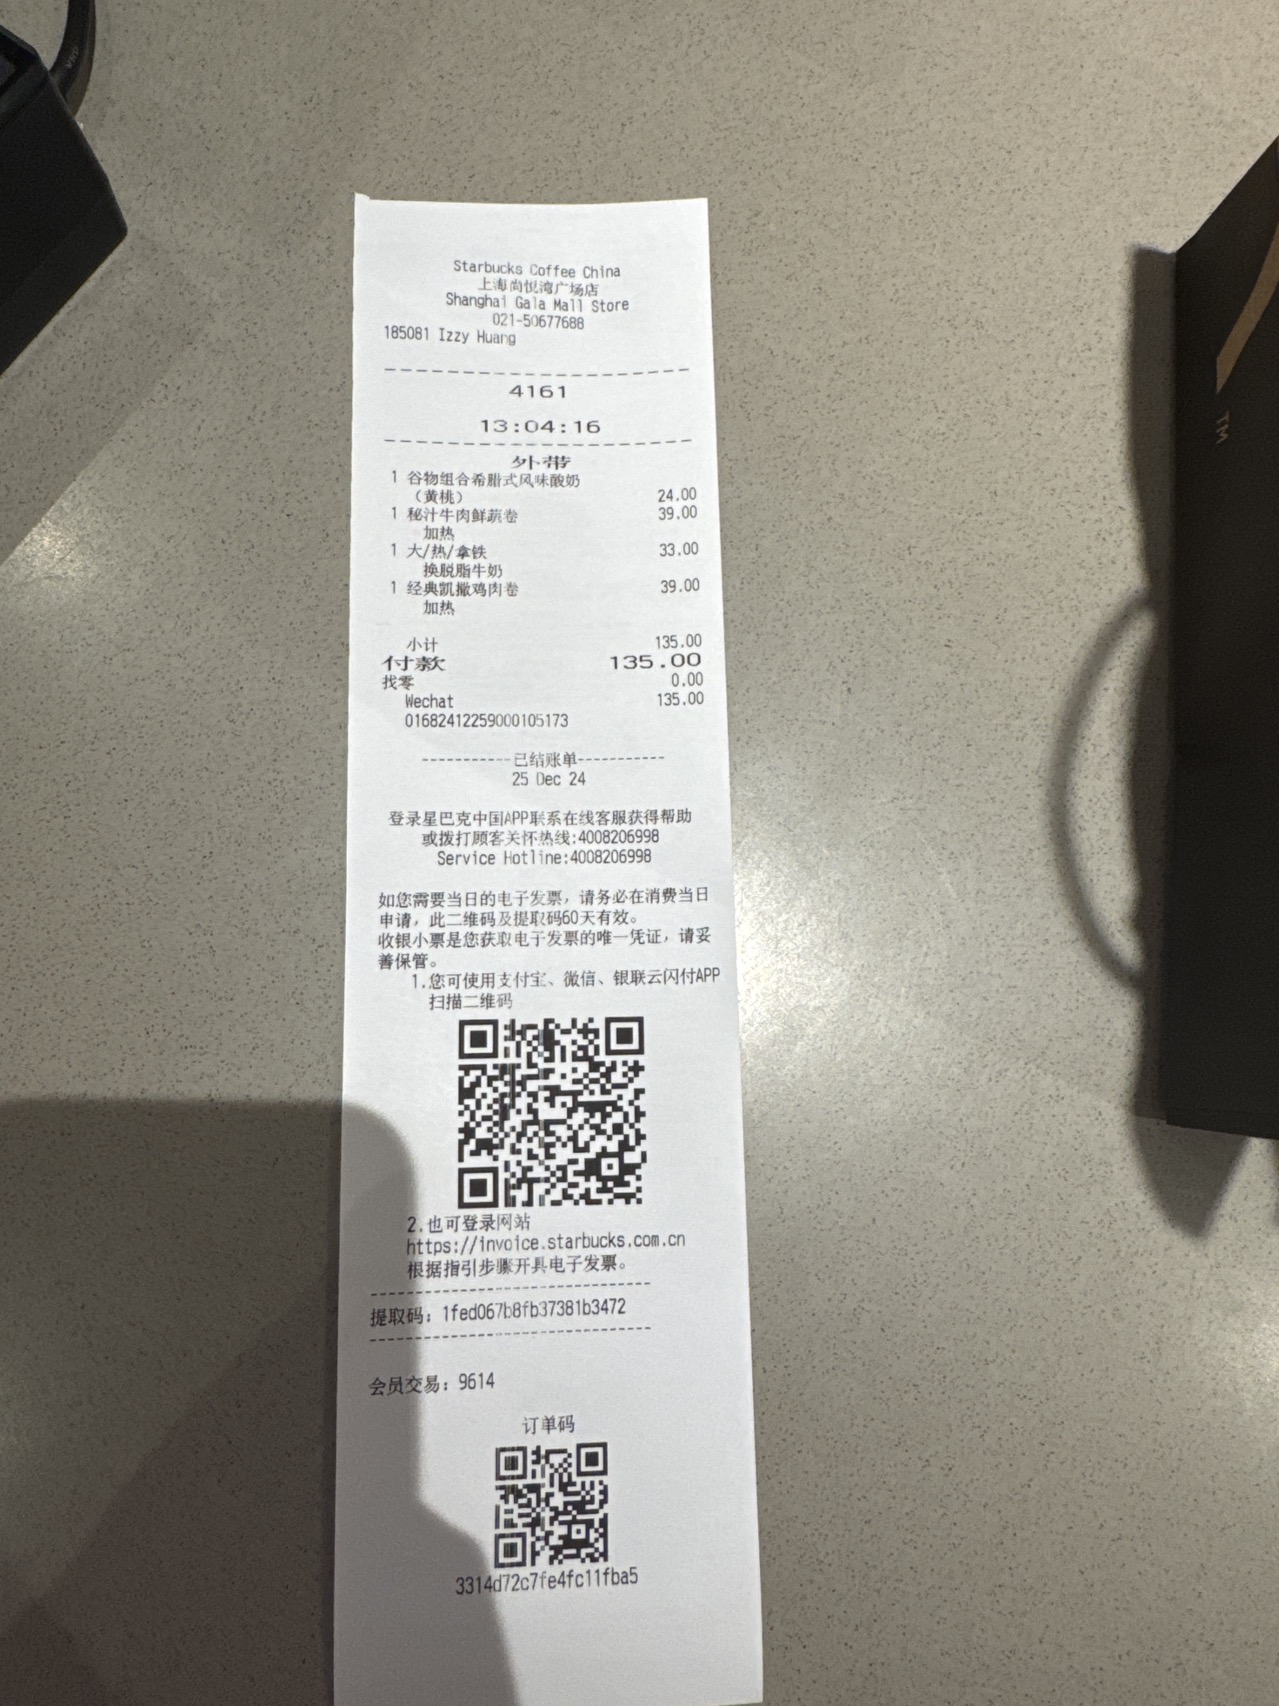 Starbucks Coffee China
上海尚悦湾广场店
Shanghai Gala Mall Store
021-50677688
185081 Izzy Huang
4161
13:04:16
外带
1 谷物组合希腊式风味酸奶
（黄桃） 24.00
1 秘汁牛肉鲜蔬卷 39.00
加热
1 大/热/拿铁 33.00
换脱脂牛奶
1 经典凯撒鸡肉卷 39.00
加热
小计 135.00
付款 135.00
找零 0.00
Wechat 135.00
01682412259000105173
-----------已结账单-----------
25 Dec 24
登录星巴克中国APP联系在线客服获得帮助
或拨打顾客关怀热线:4008206998
Service Hotline:4008206998
如您需要当日的电子发票，请务必在消费当日
申请，此二维码及提取码60天有效。
收银小票是您获取电子发票的唯一凭证，请妥
善保管。
1.您可使用支付宝、微信、银联云闪付APP
扫描二维码
2.也可登录网站
https://invoice.starbucks.com.cn
根据指引步骤开具电子发票。
提取码：1fed067b8fb37381b3472
会员交易：9614
订单码
3314d72c7fe4fc11fba5
TM